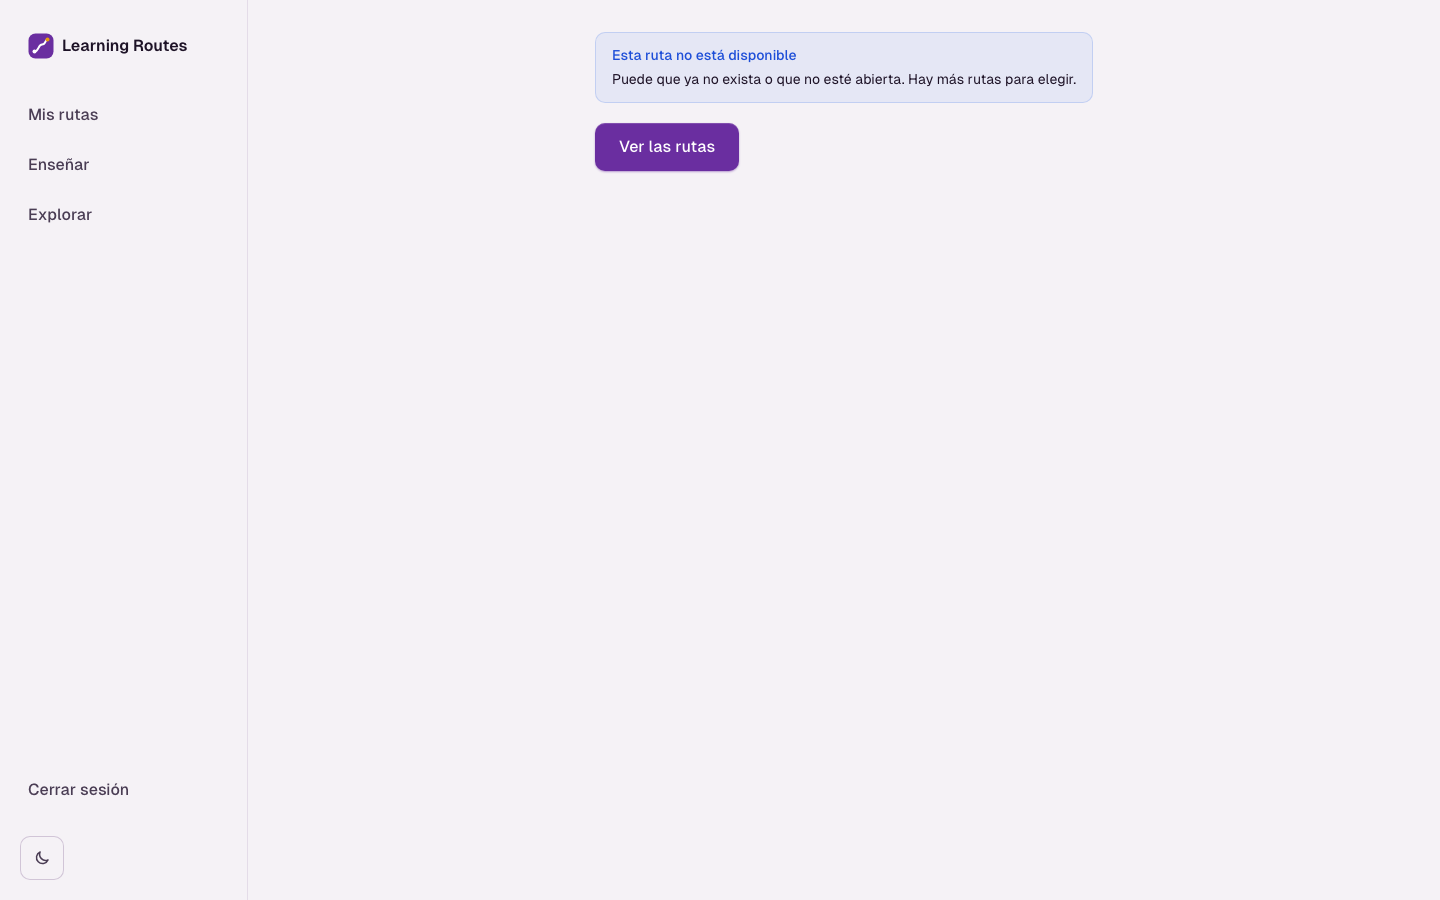 Learning Routes
Mis rutas
Enseñar
Explorar
Cerrar sesión
Esta ruta no está disponible
Puede que ya no exista o que no esté abierta. Hay más rutas para elegir.
Ver las rutas